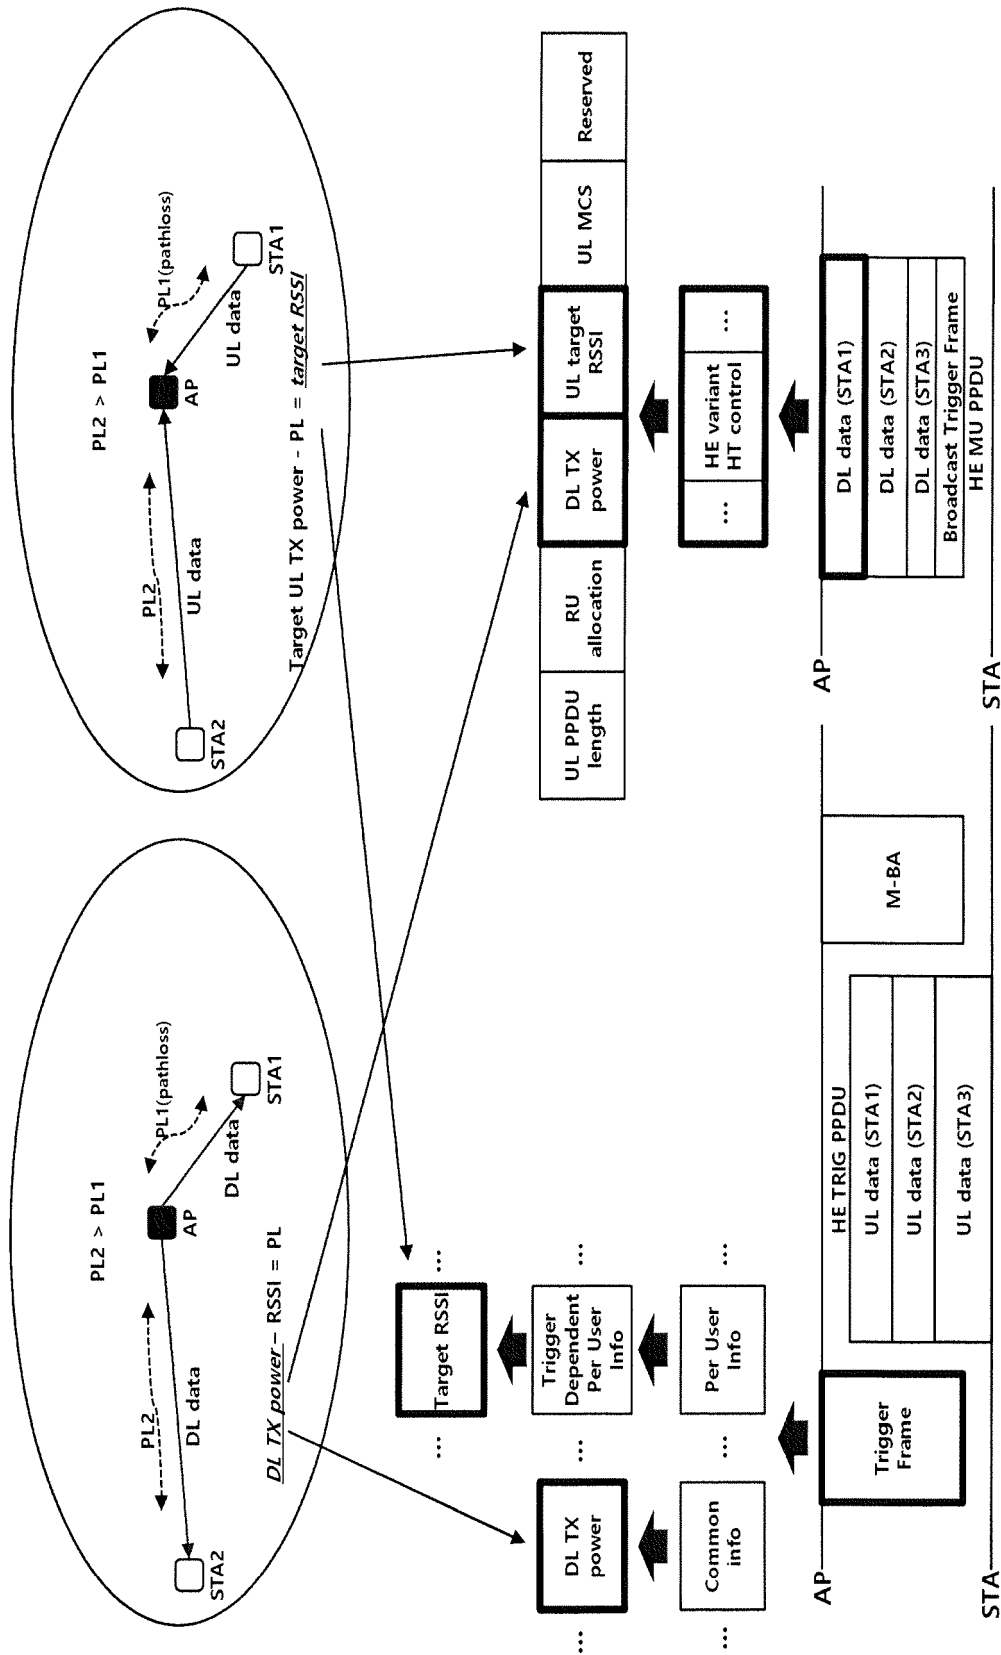 PL2 > PL1
PL2
PL1(pathloss)
AP
STA2
DL data
DL data
STA1
DL TX power – RSSI = PL
PL2 > PL1
PL2
PL1(pathloss)
AP
STA2
UL data
UL data
STA1
Target UL TX power - PL = target RSSI
...
Target RSSI
...
...
DL TX
power
...
Trigger
Dependent
Per User
Info
...
...
Common
info
...
Per User
Info
...
UL PPDU
length
RU
allocation
DL TX
power
UL target
RSSI
UL MCS
Reserved
...
HE variant
HT control
...
AP
Trigger
Frame
HE TRIG PPDU
UL data (STA1)
UL data (STA2)
UL data (STA3)
M-BA
STA
AP
DL data (STA1)
DL data (STA2)
DL data (STA3)
Broadcast Trigger Frame
HE MU PPDU
STA